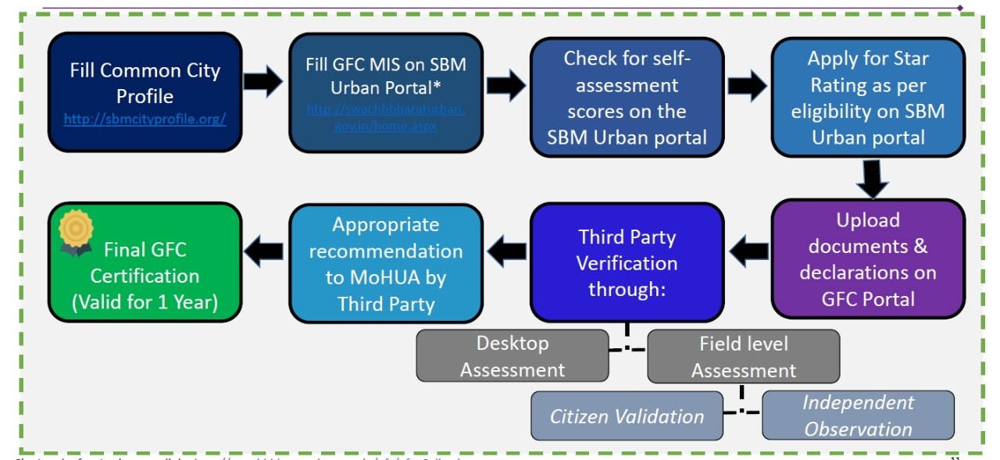 Fill Common City
Profile
http://sbmcityprofile.org/
Fill GFC MIS on SBM
Urban Portal*
http://swachhbharaturban.
gov.in/home.aspx
Check for self-
assessment
scores on the
SBM Urban portal
Apply for Star
Rating as per
eligibility on SBM
Urban portal
Upload
documents &
declarations on
GFC Portal
Third Party
Verification
through:
Appropriate
recommendation
to MoHUA by
Third Party
Final GFC
Certification
(Valid for 1 Year)
Desktop
Assessment
Field level
Assessment
Citizen Validation
Independent
Observation